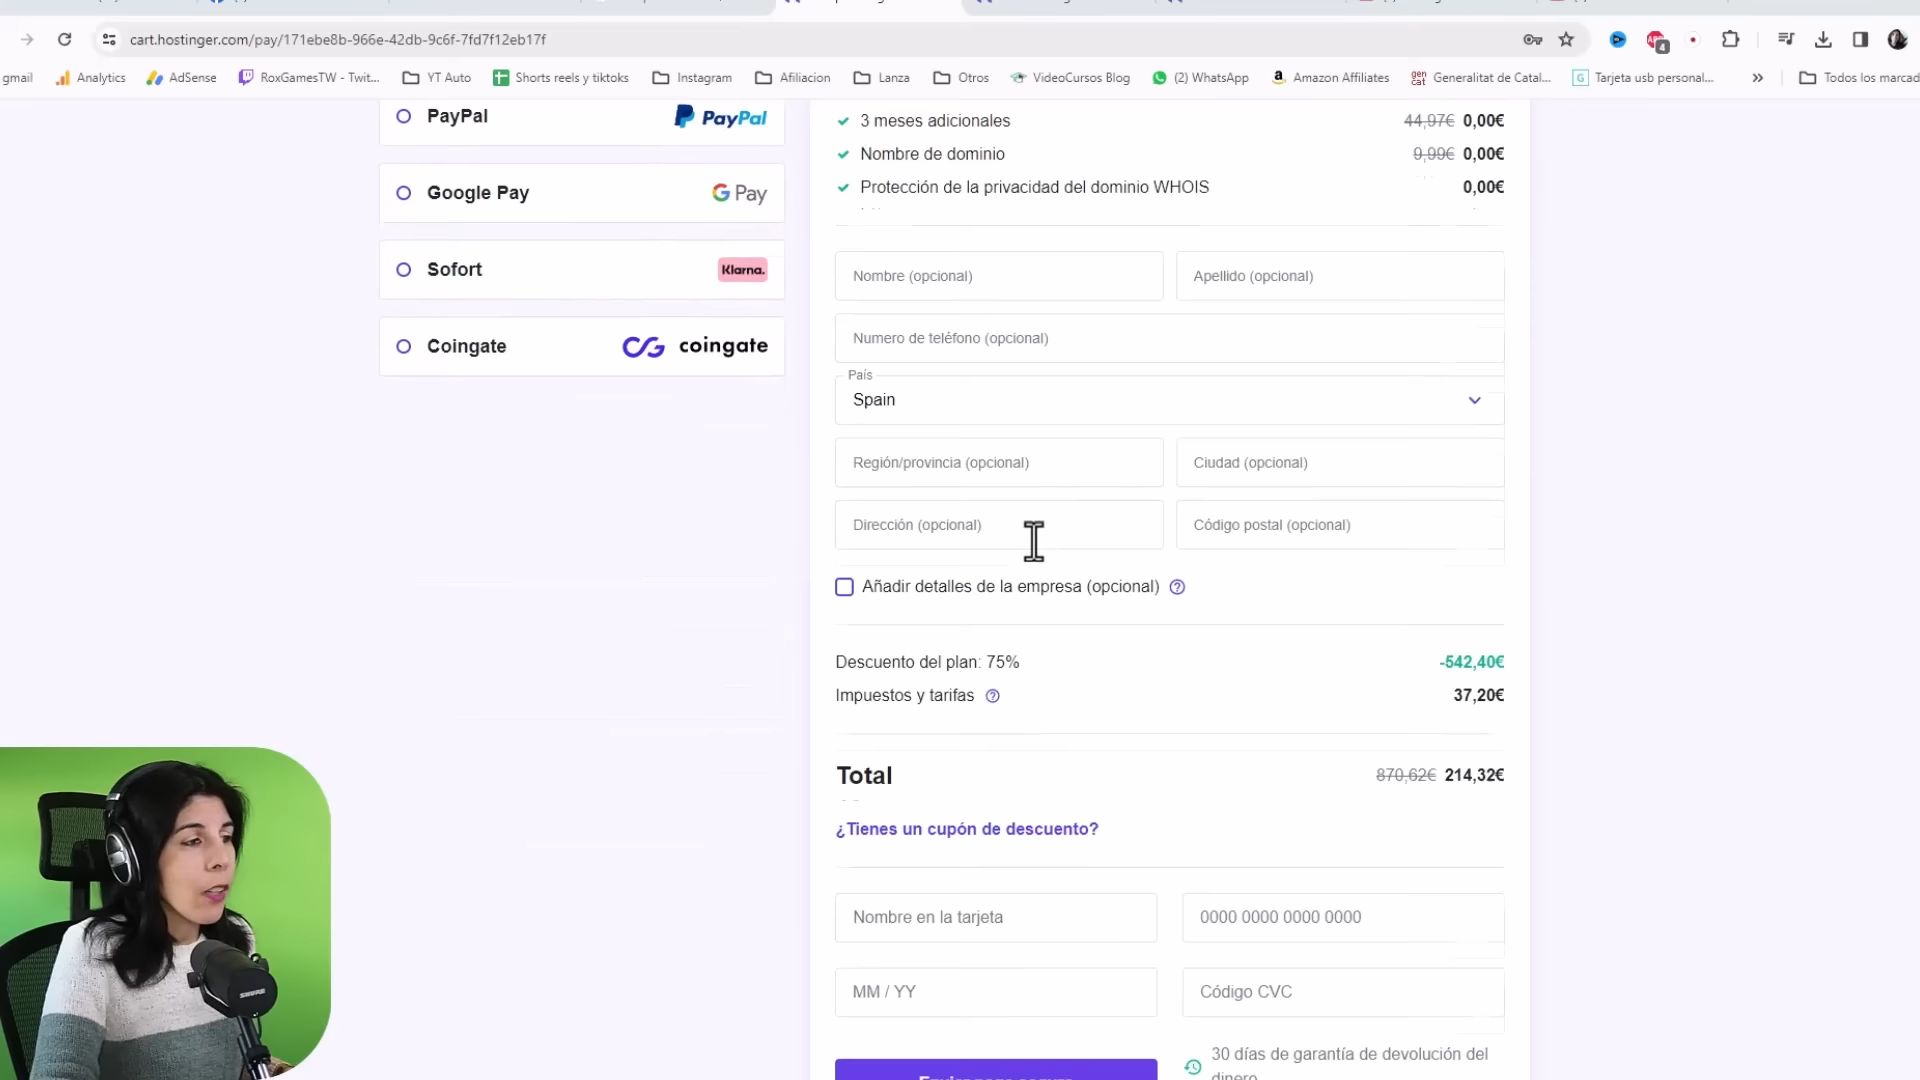 cart.hostinger.com/pay/171ebe8b-966e-42db-9c6f-7fd7f12eb17f
4
gmail
Analytics
AdSense
RoxGamesTW - Twit...
YT Auto
Shorts reels y tiktoks
Instagram
Afiliacion
Lanza
Otros
VideoCursos Blog
(2) WhatsApp
Amazon Affiliates
gen cat
Generalitat de Catal...
G
Tarjeta usb personal...
»
Todos los marcad
PayPal
PayPal
Google Pay
G Pay
Sofort
Klarna.
Coingate
coingate
3 meses adicionales 44,97€ 0,00€
Nombre de dominio 9,99€ 0,00€
Protección de la privacidad del dominio WHOIS 0,00€
Nombre (opcional)
Apellido (opcional)
Numero de teléfono (opcional)
País
Spain
Región/provincia (opcional)
Ciudad (opcional)
Dirección (opcional)
Código postal (opcional)
Añadir detalles de la empresa (opcional)
Descuento del plan: 75% -542,40€
Impuestos y tarifas 37,20€
Total 870,62€ 214,32€
¿Tienes un cupón de descuento?
Nombre en la tarjeta
0000 0000 0000 0000
MM / YY
Código CVC
30 días de garantía de devolución del
SHURE